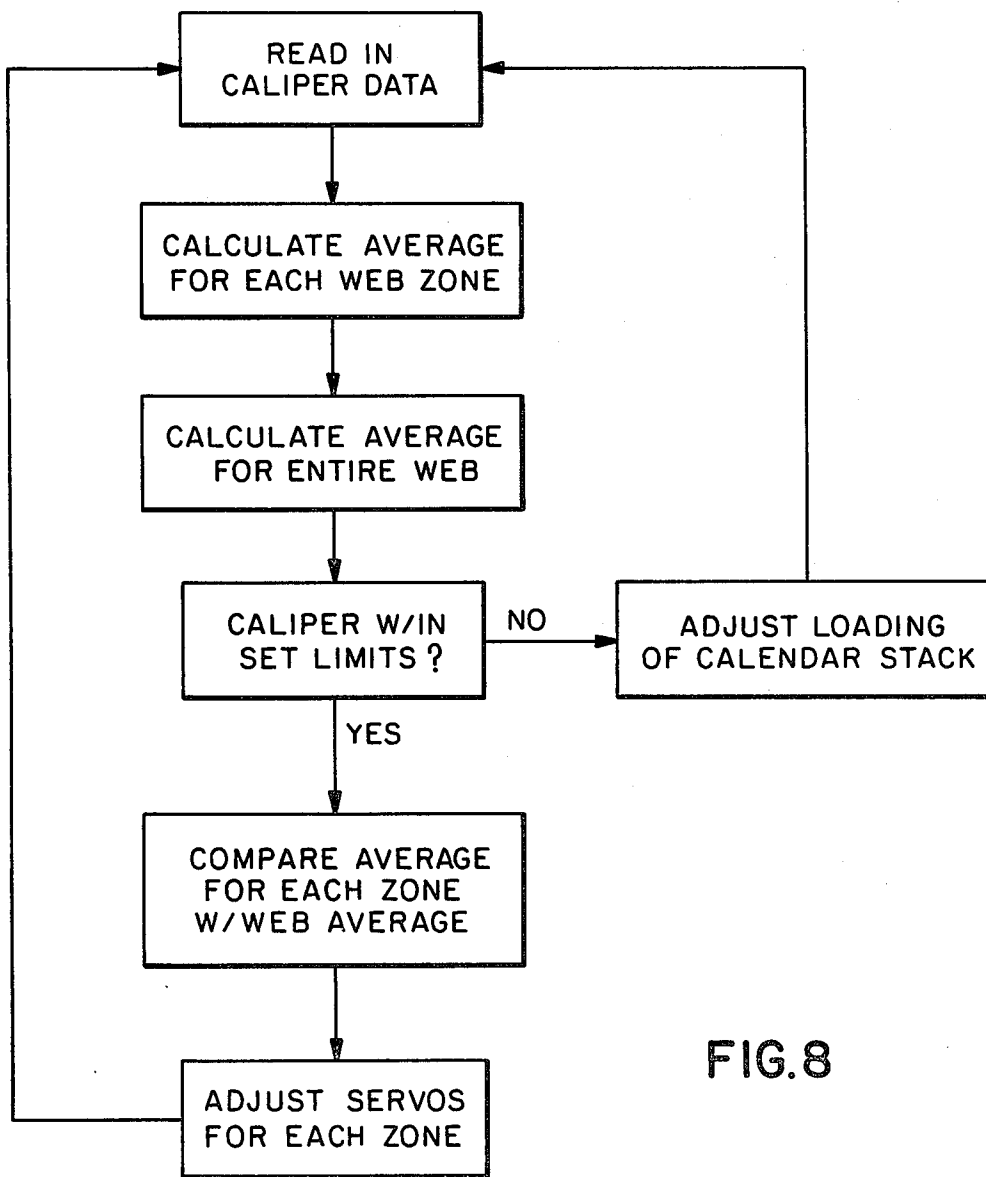 READ IN
CALIPER DATA
CALCULATE AVERAGE
FOR EACH WEB ZONE
CALCULATE AVERAGE
FOR ENTIRE WEB
CALIPER W/IN
SET LIMITS?
NO
ADJUST LOADING
OF CALENDAR STACK
YES
COMPARE AVERAGE
FOR EACH ZONE
W/WEB AVERAGE
ADJUST SERVOS
FOR EACH ZONE
FIG.8